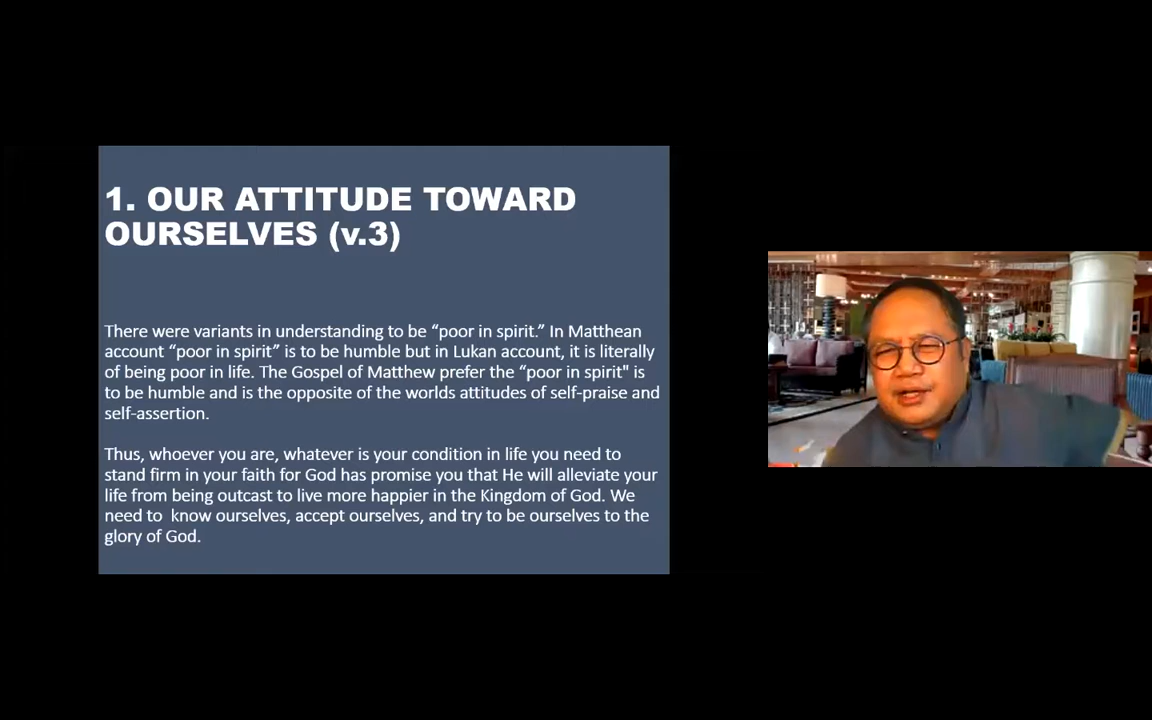 1. OUR ATTITUDE TOWARD
OURSELVES (v.3)
There were variants in understanding to be “poor in spirit.” In Matthean
account “poor in spirit” is to be humble but in Lukan account, it is literally
of being poor in life. The Gospel of Matthew prefer the “poor in spirit" is
to be humble and is the opposite of the worlds attitudes of self-praise and
self-assertion.
Thus, whoever you are, whatever is your condition in life you need to
stand firm in your faith for God has promise you that He will alleviate your
life from being outcast to live more happier in the Kingdom of God. We
need to  know ourselves, accept ourselves, and try to be ourselves to the
glory of God.